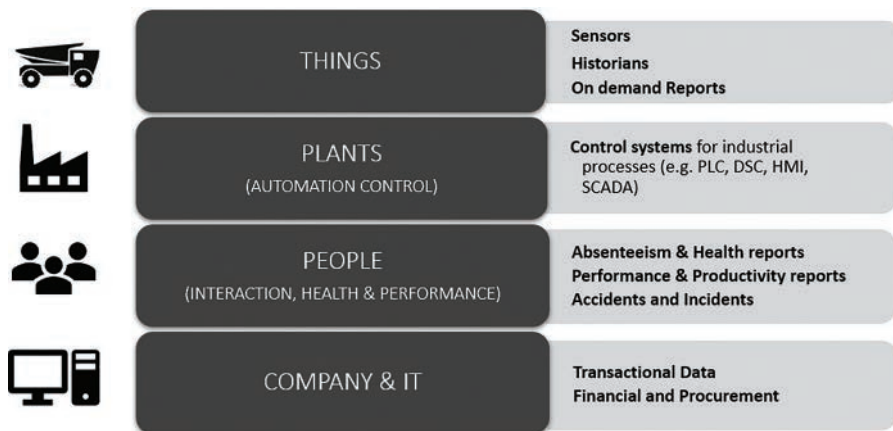 THINGS
Sensors
Historians
On demand Reports
PLANTS
(AUTOMATION CONTROL)
Control systems for industrial
processes (e.g. PLC, DSC, HMI,
SCADA)
PEOPLE
(INTERACTION, HEALTH & PERFORMANCE)
Absenteeism & Health reports
Performance & Productivity reports
Accidents and Incidents
COMPANY & IT
Transactional Data
Financial and Procurement